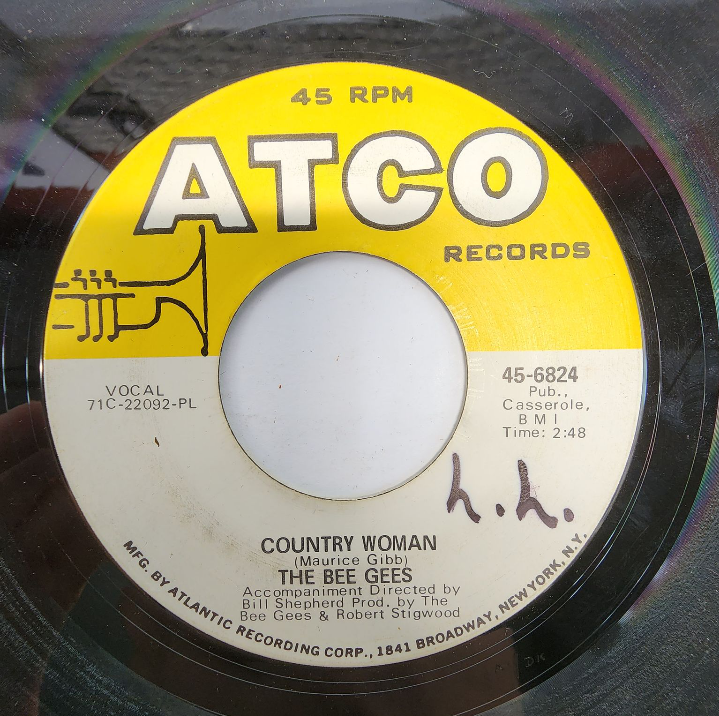 45 RPM
ATCO
RECORDS
VOCAL
71C-22092-PL
45-6824
Pub.,
Casserole,
BMI
Time: 2:48
h.h.
COUNTRY WOMAN
(Maurice Gibb)
THE BEE GEES
Accompaniment Directed by
Bill Shepherd Prod. by The
Bee Gees & Robert Stigwood
MFG. BY ATLANTIC RECORDING CORP., 1841 BROADWAY, NEW YORK, N.Y.
DK